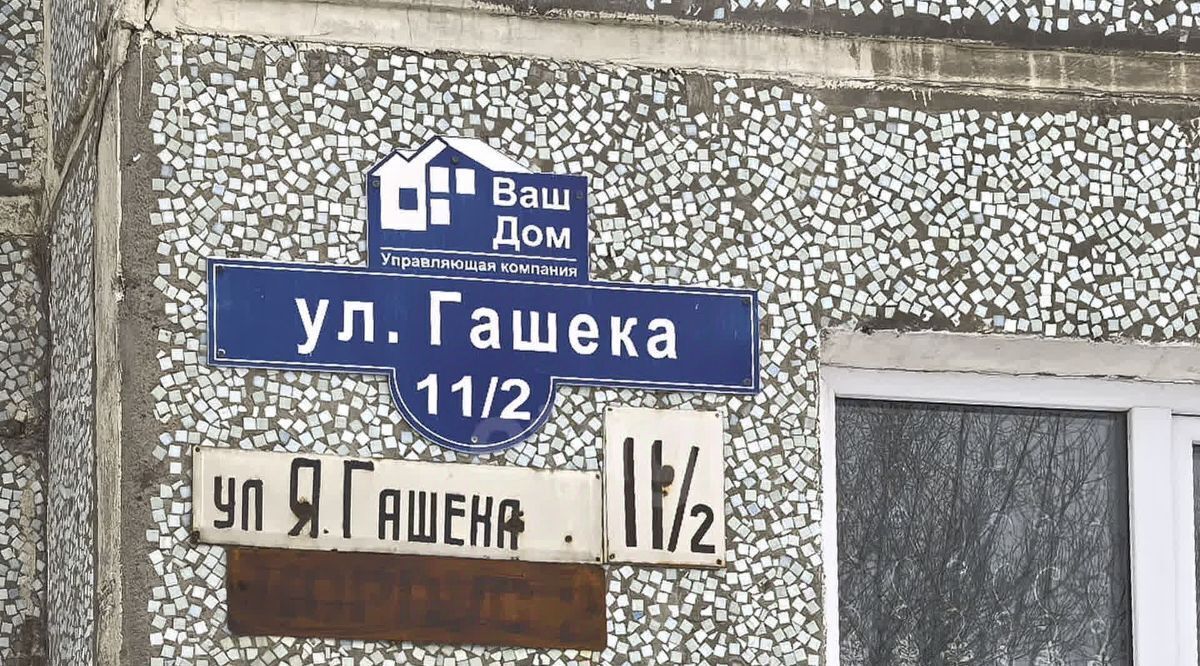 Ваш
Дом
Управляющая компания
ул. Гашека
11/2
ул Я.Гашека
11/2